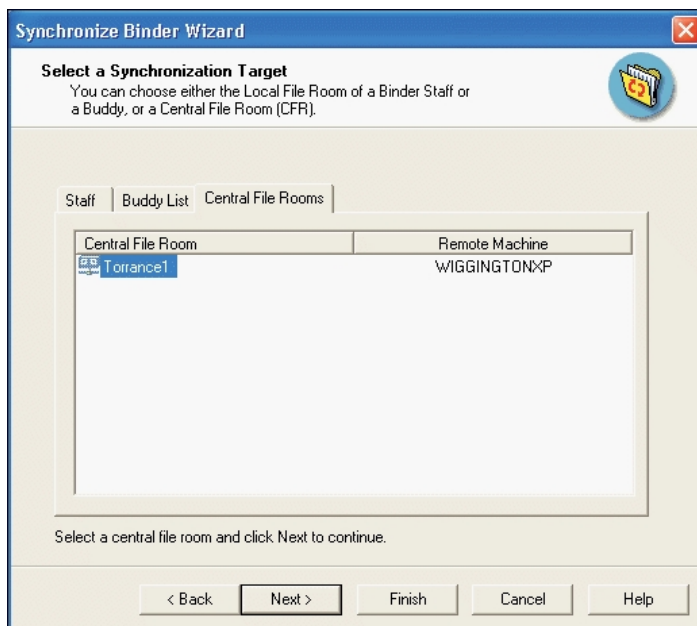 Synchronize Binder Wizard
Select a Synchronization Target
You can choose either the Local File Room of a Binder Staff or
a Buddy, or a Central File Room (CFR).
Staff Buddy List Central File Rooms
Central File Room Remote Machine
Torrance1 WIGGINGTONXP
Select a central file room and click Next to continue.
< Back Next > Finish Cancel Help